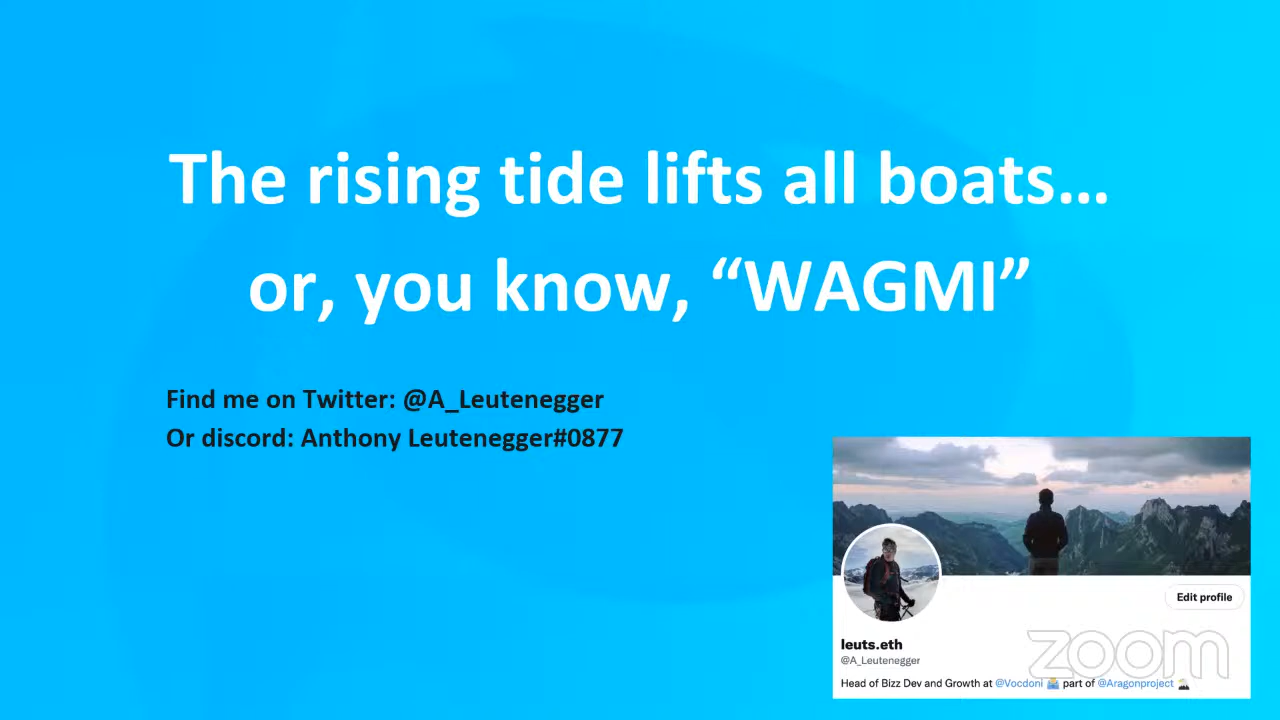 The rising tide lifts all boats…
or, you know, “WAGMI”
Find me on Twitter: @A_Leutenegger
Or discord: Anthony Leutenegger#0877
Edit profile
leuts.eth
@A_Leutenegger
zoom
Head of Bizz Dev and Growth at @Vocdoni 🗳️ part of @Aragonproject 🏔️